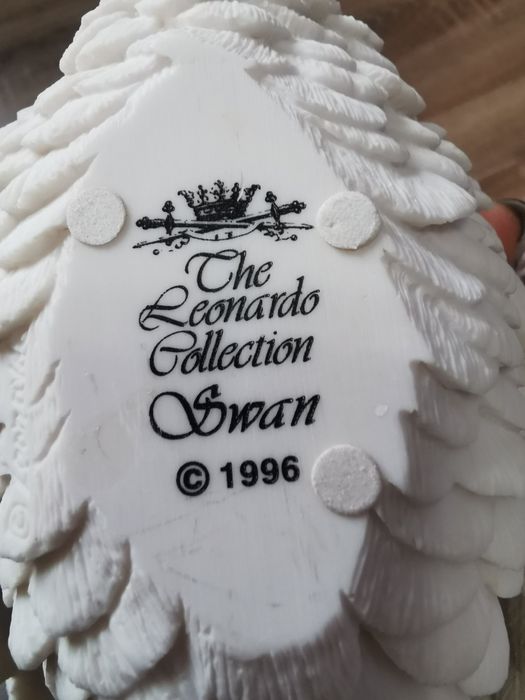 The
Leonardo
Collection
Swan
© 1996